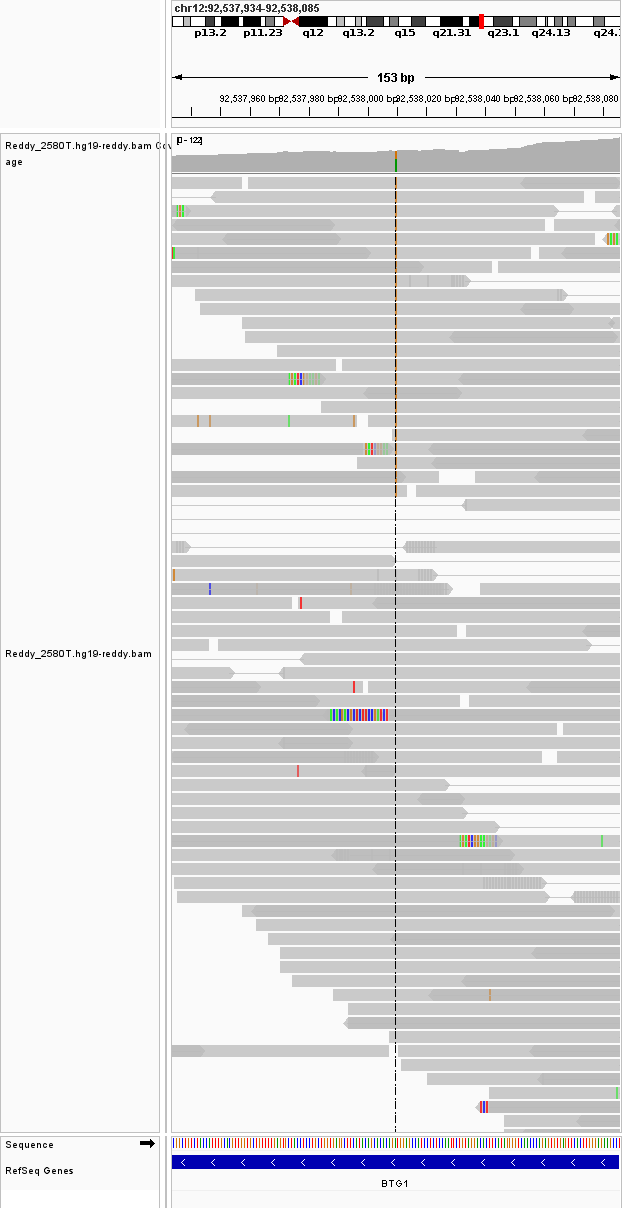 chr12:92,537,934-92,538,085
p13.2 p11.23 q12 q13.2 q15 q21.31 q23.1 q24.13 q24.
153 bp
92,537,960 bp 92,537,980 bp 92,538,000 bp 92,538,020 bp 92,538,040 bp 92,538,060 bp 92,538,080
Reddy_2580T.hg19-reddy.bam Cov
age
[0 - 122]
Reddy_2580T.hg19-reddy.bam
Sequence
RefSeq Genes
BTG1